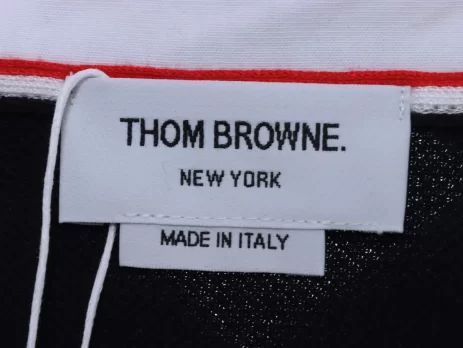 THOM BROWNE.
NEW YORK
MADE IN ITALY